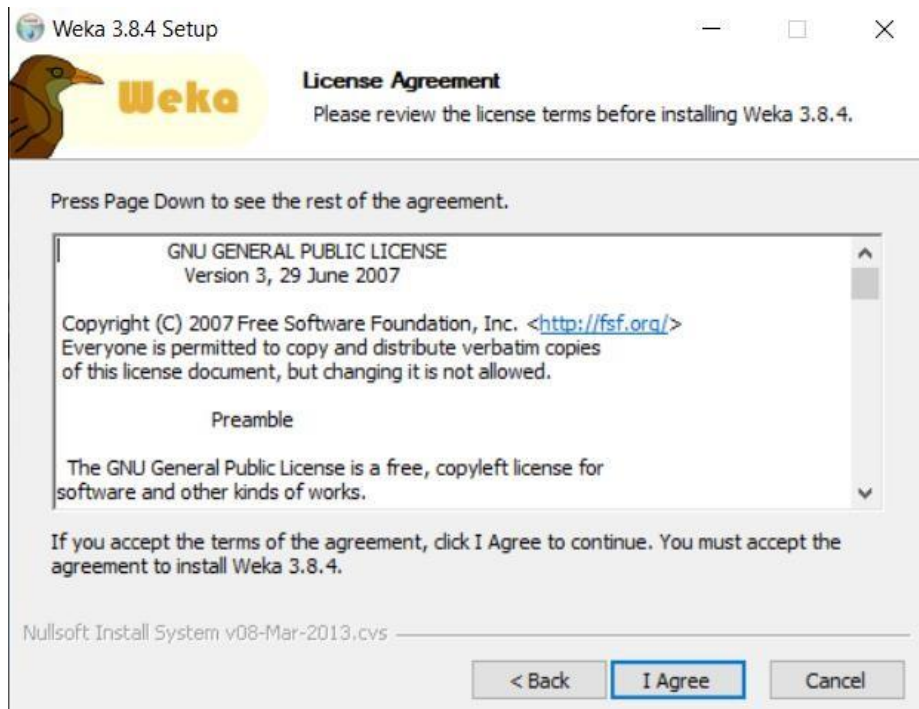 Weka 3.8.4 Setup
Weka
License Agreement
Please review the license terms before installing Weka 3.8.4.
Press Page Down to see the rest of the agreement.
GNU GENERAL PUBLIC LICENSE
Version 3, 29 June 2007
Copyright (C) 2007 Free Software Foundation, Inc. <http://fsf.org/>
Everyone is permitted to copy and distribute verbatim copies
of this license document, but changing it is not allowed.
Preamble
The GNU General Public License is a free, copyleft license for
software and other kinds of works.
If you accept the terms of the agreement, click I Agree to continue. You must accept the
agreement to install Weka 3.8.4.
Nullsoft Install System v08-Mar-2013.cvs
< Back I Agree Cancel